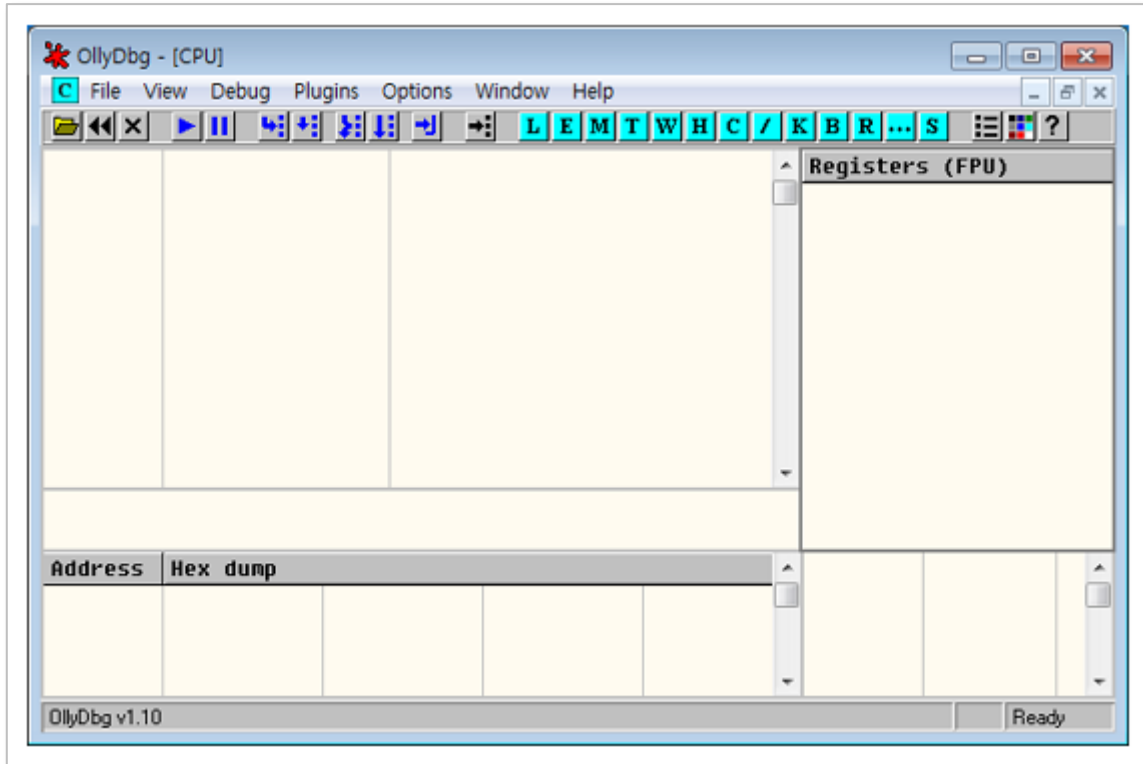 OllyDbg - [CPU]
C File View Debug Plugins Options Window Help
L E M T W H C / K B R ... S ?
Registers (FPU)
Address Hex dump
OllyDbg v1.10 Ready